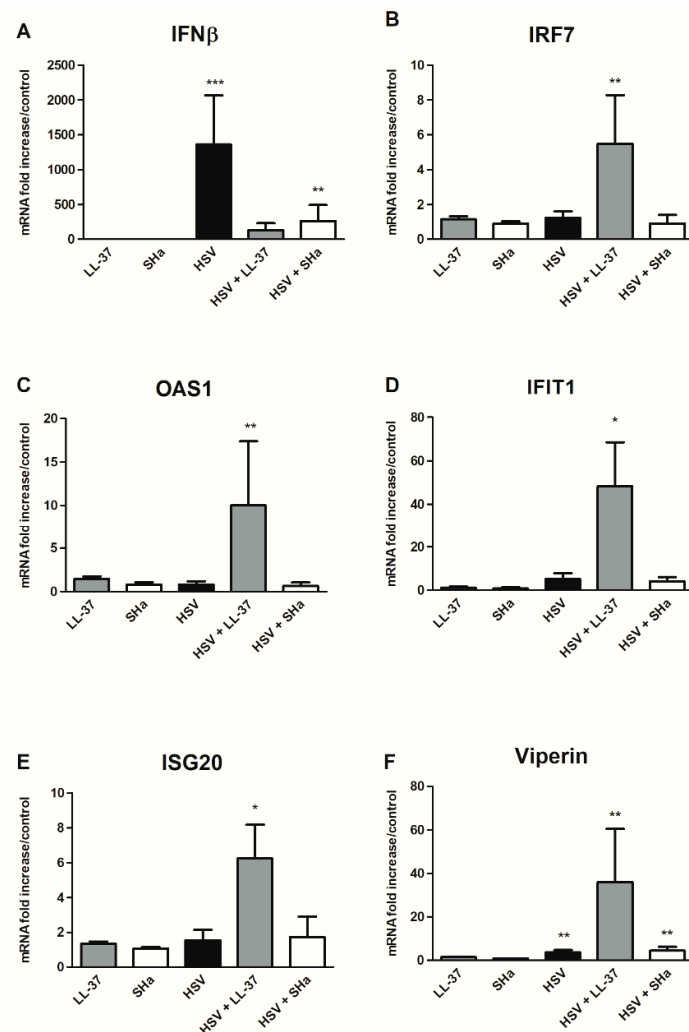 A
IFNβ
mRNA fold increase/control
2500
2000
1500
1000
500
0
***
**
LL-37
SHa
HSV
HSV + LL-37
HSV + SHa
B
IRF7
mRNA fold increase/control
10
8
6
4
2
0
**
LL-37
SHa
HSV
HSV + LL-37
HSV + SHa
C
OAS1
mRNA fold increase/control
20
15
10
5
0
**
LL-37
SHa
HSV
HSV + LL-37
HSV + SHa
D
IFIT1
mRNA fold increase/control
80
60
40
20
0
*
LL-37
SHa
HSV
HSV + LL-37
HSV + SHa
E
ISG20
mRNA fold increase/control
10
8
6
4
2
0
*
LL-37
SHa
HSV
HSV + LL-37
HSV + SHa
F
Viperin
mRNA fold increase/control
80
60
40
20
0
**
**
**
LL-37
SHa
HSV
HSV + LL-37
HSV + SHa